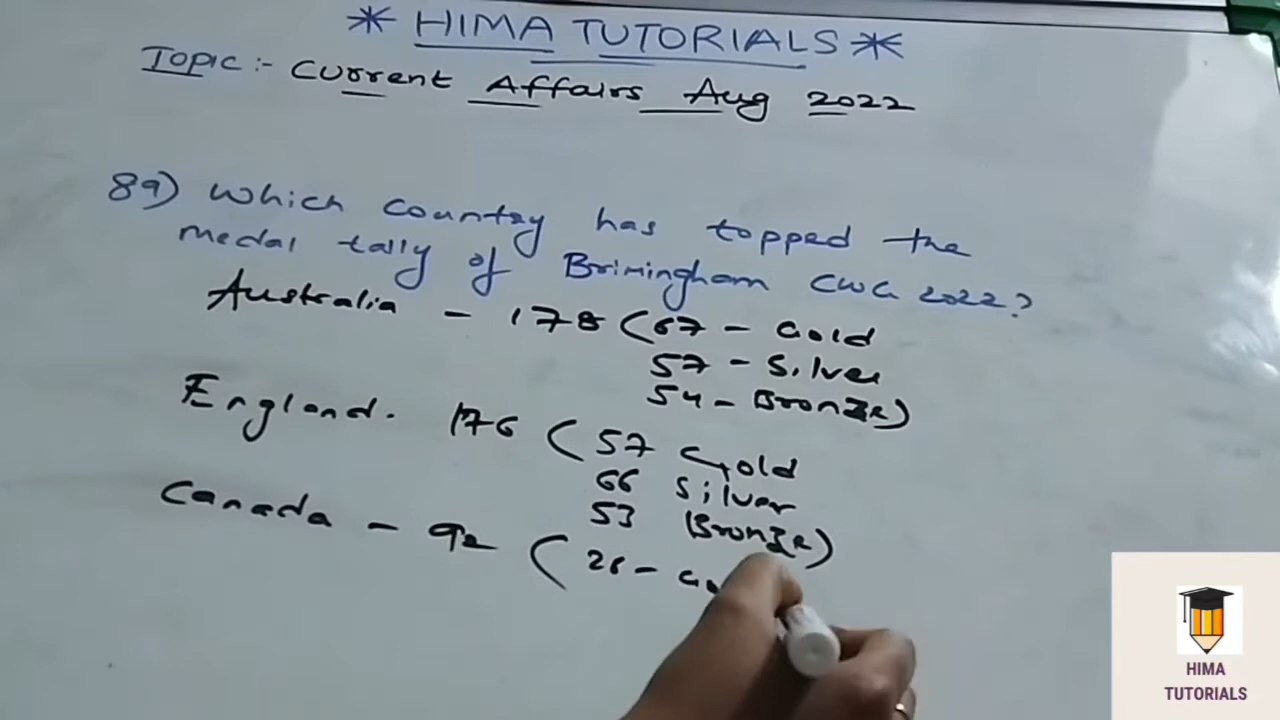 * HIMA TUTORIALS *
Topic:- Current Affairs Aug 2022
89) Which country has topped the
medal tally of Brimingham CWG 2022?
Australia - 178 (67 - Gold
57 - Silver
54 - Bronze)
England. 176 (57 Gold
66 Silver
53 Bronze)
Canada - 92 (26 - Go
HIMA
TUTORIALS